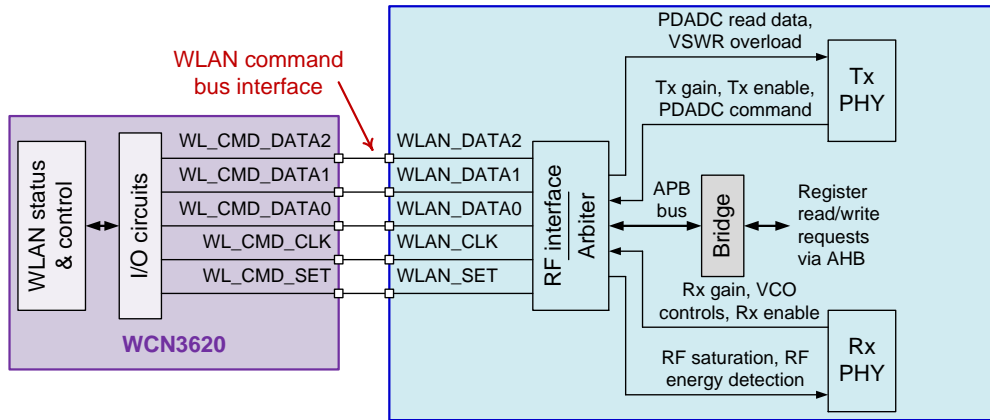 WLAN command
bus interface
WLAN status
& control
I/O circuits
WL_CMD_DATA2
WL_CMD_DATA1
WL_CMD_DATA0
WL_CMD_CLK
WL_CMD_SET
WCN3620
WLAN_DATA2
WLAN_DATA1
WLAN_DATA0
WLAN_CLK
WLAN_SET
RF interface
Arbiter
PDADC read data,
VSWR overload
Tx gain, Tx enable,
PDADC command
Tx
PHY
APB
bus
Bridge
Register
read/write
requests
via AHB
Rx gain, VCO
controls, Rx enable
RF saturation, RF
energy detection
Rx
PHY